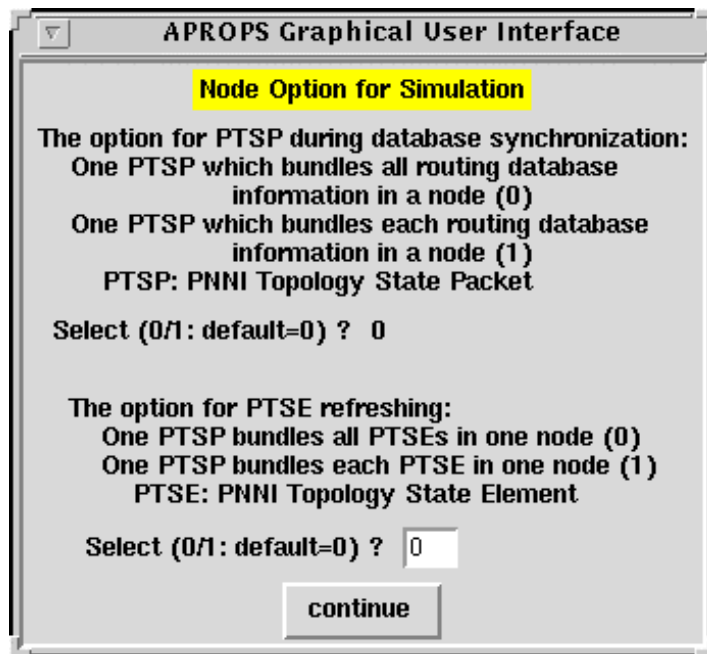 APROPS Graphical User Interface
Node Option for Simulation
The option for PTSP during database synchronization:
One PTSP which bundles all routing database
information in a node (0)
One PTSP which bundles each routing database
information in a node (1)
PTSP: PNNI Topology State Packet
Select (0/1: default=0) ? 0
The option for PTSE refreshing:
One PTSP bundles all PTSEs in one node (0)
One PTSP bundles each PTSE in one node (1)
PTSE: PNNI Topology State Element
Select (0/1: default=0) ? 0
continue